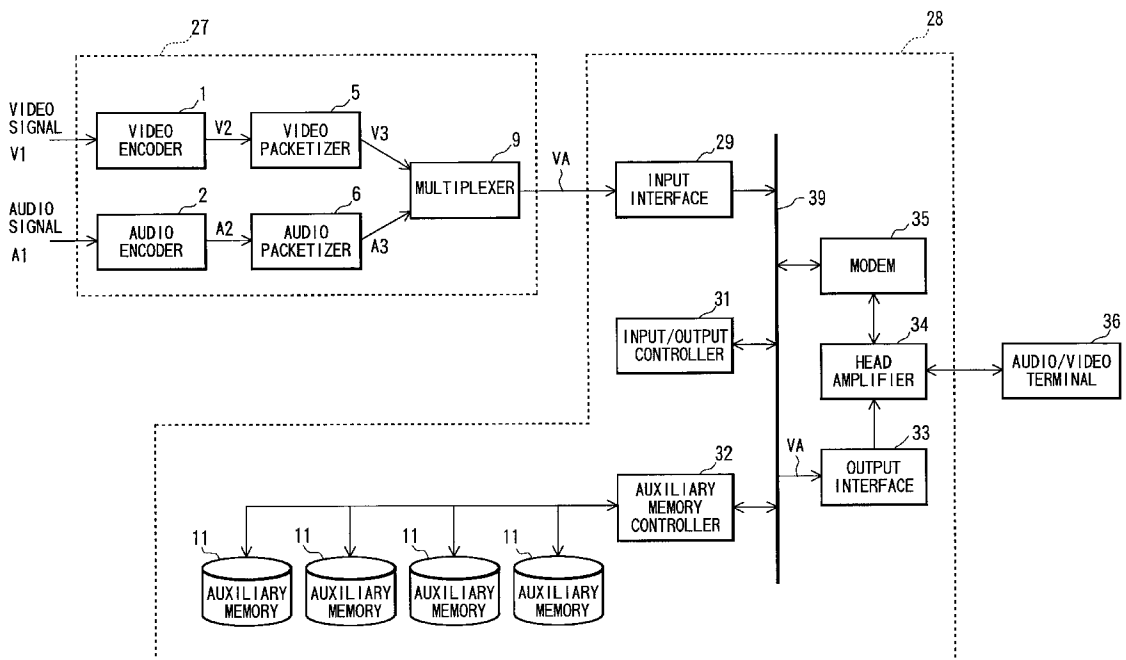 27
28
VIDEO
SIGNAL
V1
1
VIDEO
ENCODER
V2
5
VIDEO
PACKETIZER
V3
9
MULTIPLEXER
VA
29
INPUT
INTERFACE
39
AUDIO
SIGNAL
A1
2
AUDIO
ENCODER
A2
6
AUDIO
PACKETIZER
A3
35
MODEM
31
INPUT/OUTPUT
CONTROLLER
34
HEAD
AMPLIFIER
36
AUDIO/VIDEO
TERMINAL
32
AUXILIARY
MEMORY
CONTROLLER
VA
33
OUTPUT
INTERFACE
11
AUXILIARY
MEMORY
11
AUXILIARY
MEMORY
11
AUXILIARY
MEMORY
11
AUXILIARY
MEMORY